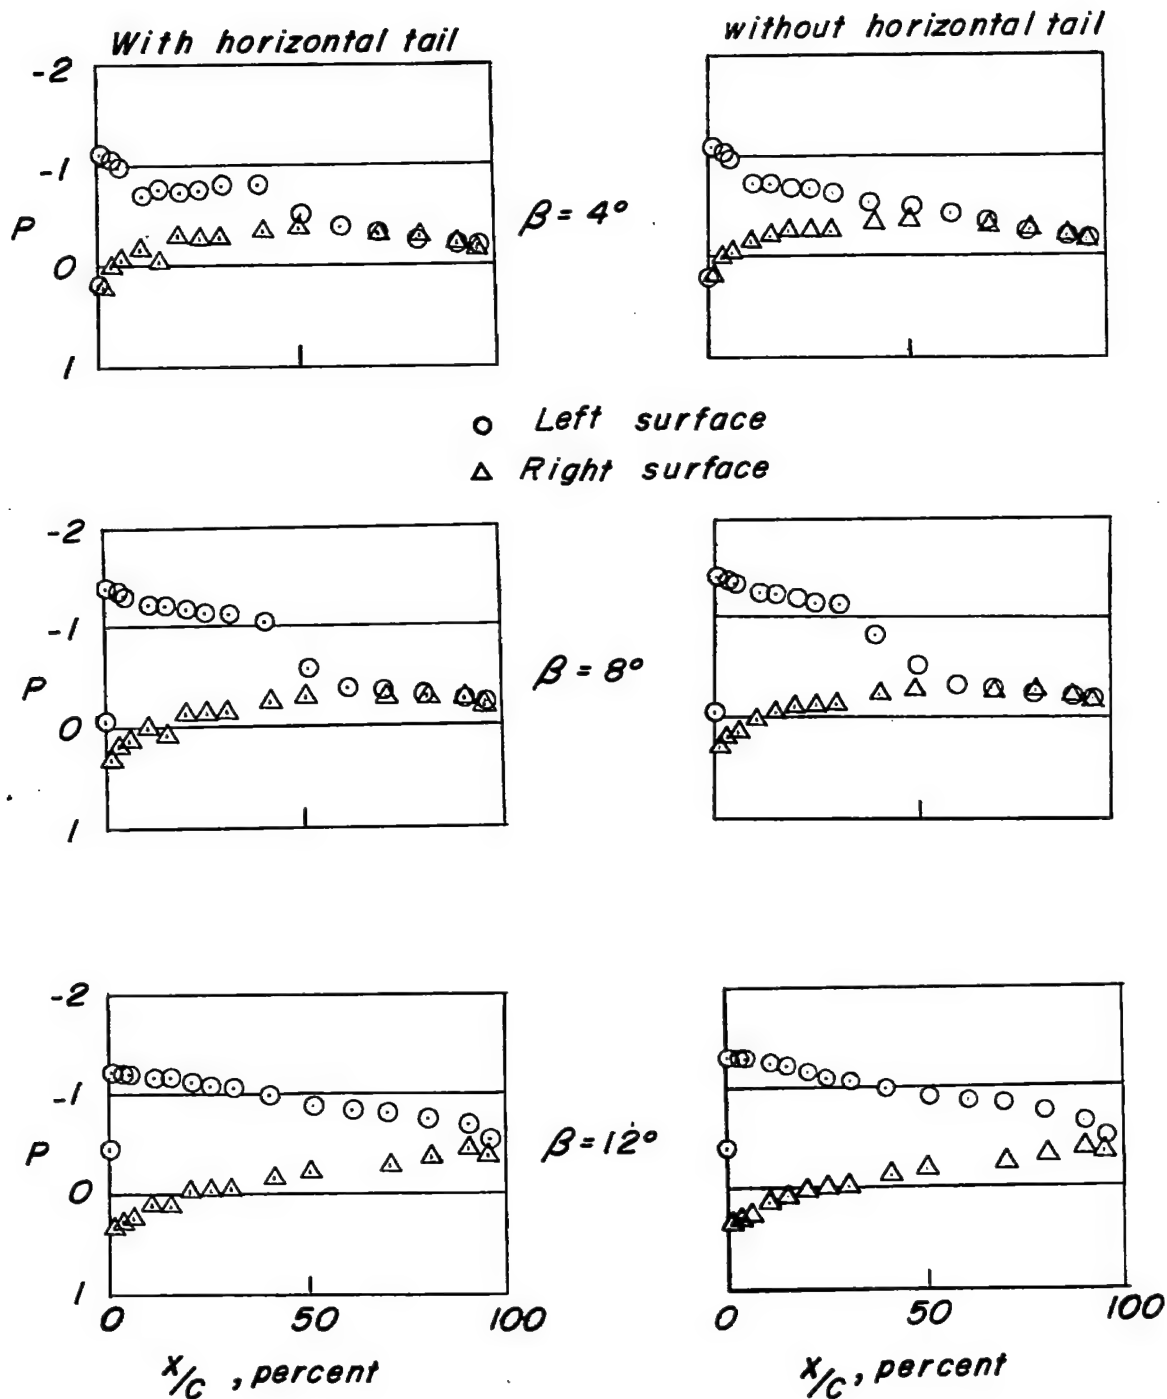 With horizontal tail
without horizontal tail
-2
-1
P
0
1
β = 4°
Left surface
Right surface
-2
-1
P
0
1
β = 8°
-2
-1
P
0
1
β = 12°
0 50 100
0 50 100
x/c, percent
x/c, percent